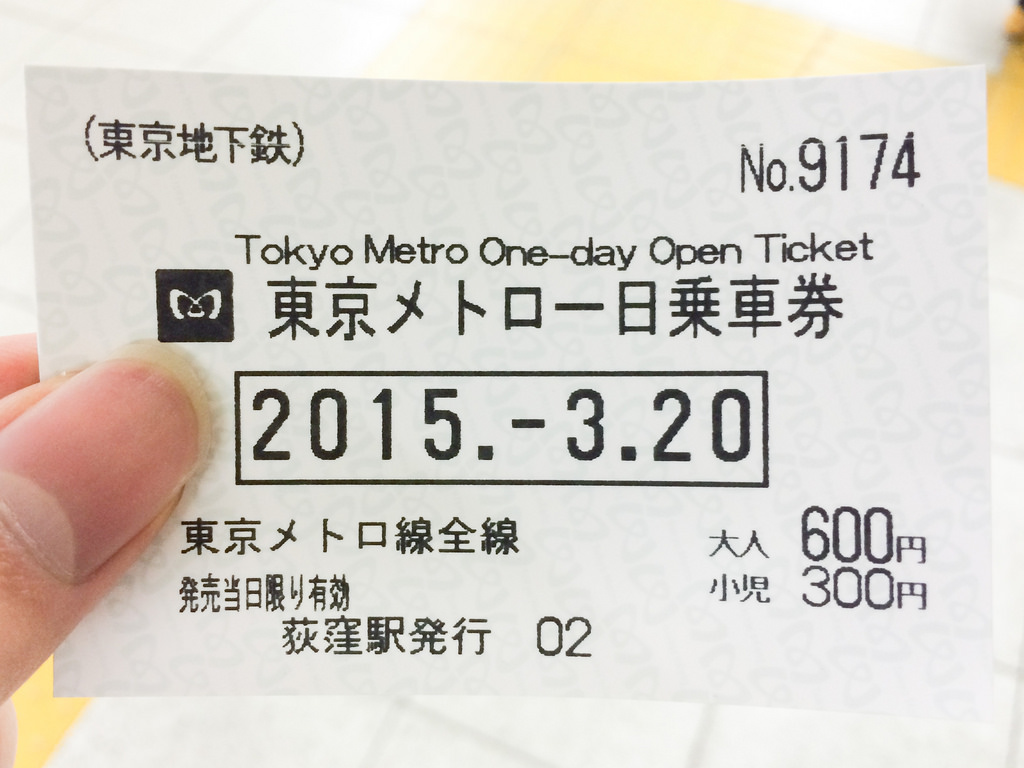 (東京地下鉄)
No.9174
Tokyo Metro One-day Open Ticket
東京メトロ一日乗車券
2015.-3.20
東京メトロ線全線
大人 600円
発売当日限り有効
小児 300円
荻窪駅発行 02